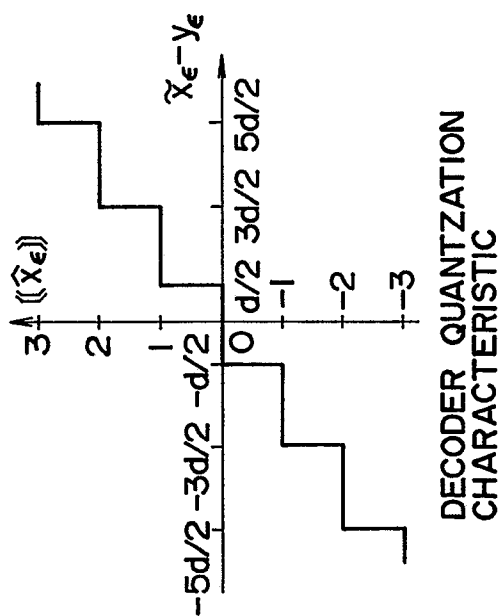 ((x̂ϵ))
3
2
1
x̃ϵ-yϵ
-5d/2 -3d/2 -d/2 0 d/2 3d/2 5d/2
-1
-2
-3
DECODER QUANTZATION
CHARACTERISTIC